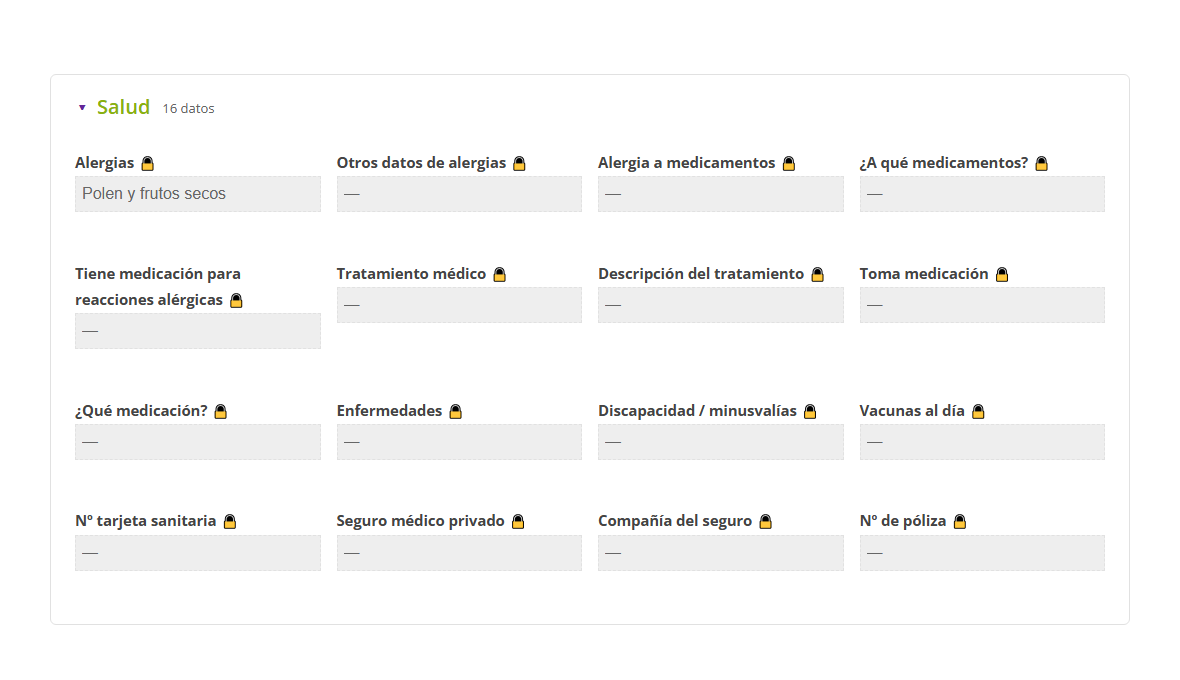 Salud 16 datos
Alergias Otros datos de alergias Alergia a medicamentos ¿A qué medicamentos?
Polen y frutos secos — — —
Tiene medicación para Tratamiento médico Descripción del tratamiento Toma medicación
reacciones alérgicas — — —
—
¿Qué medicación? Enfermedades Discapacidad / minusvalías Vacunas al día
— — — —
Nº tarjeta sanitaria Seguro médico privado Compañía del seguro Nº de póliza
— — — —